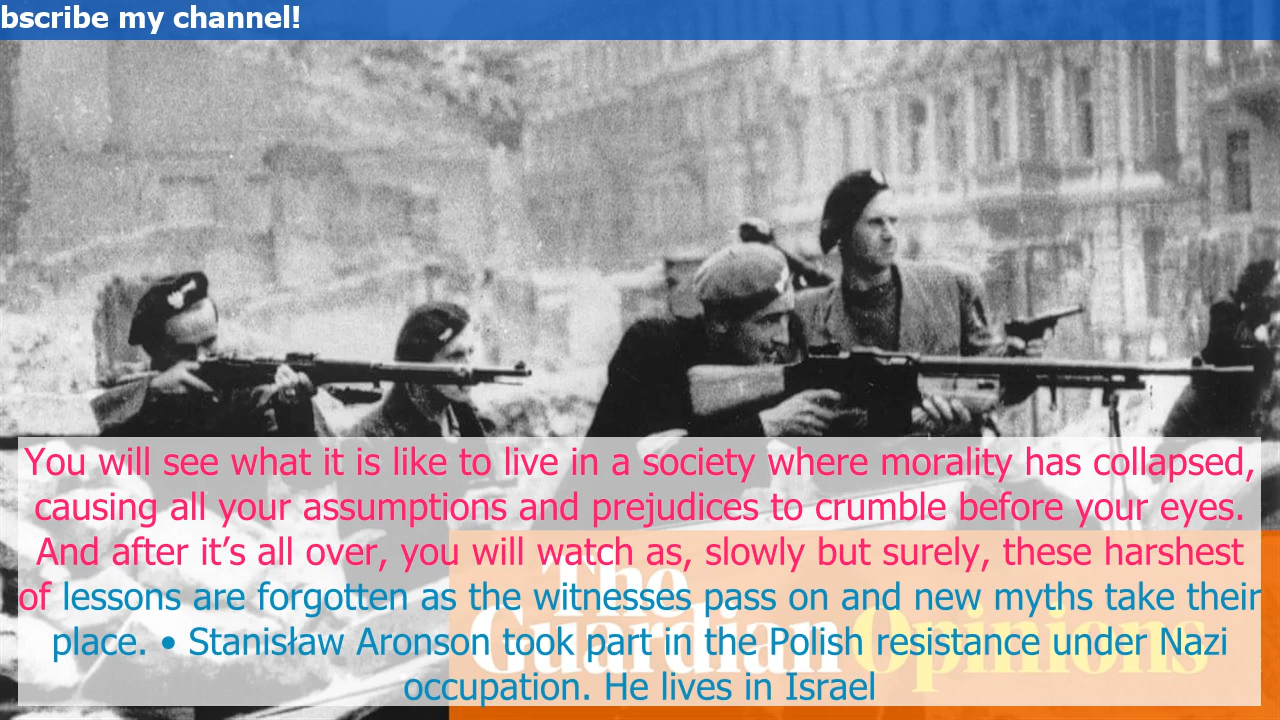 bscribe my channel!
You will see what it is like to live in a society where morality has collapsed,
causing all your assumptions and prejudices to crumble before your eyes.
And after it’s all over, you will watch as, slowly but surely, these harshest
of lessons are forgotten as the witnesses pass on and new myths take their
place. • Stanisław Aronson took part in the Polish resistance under Nazi
occupation. He lives in Israel
The
Guardian Opinions